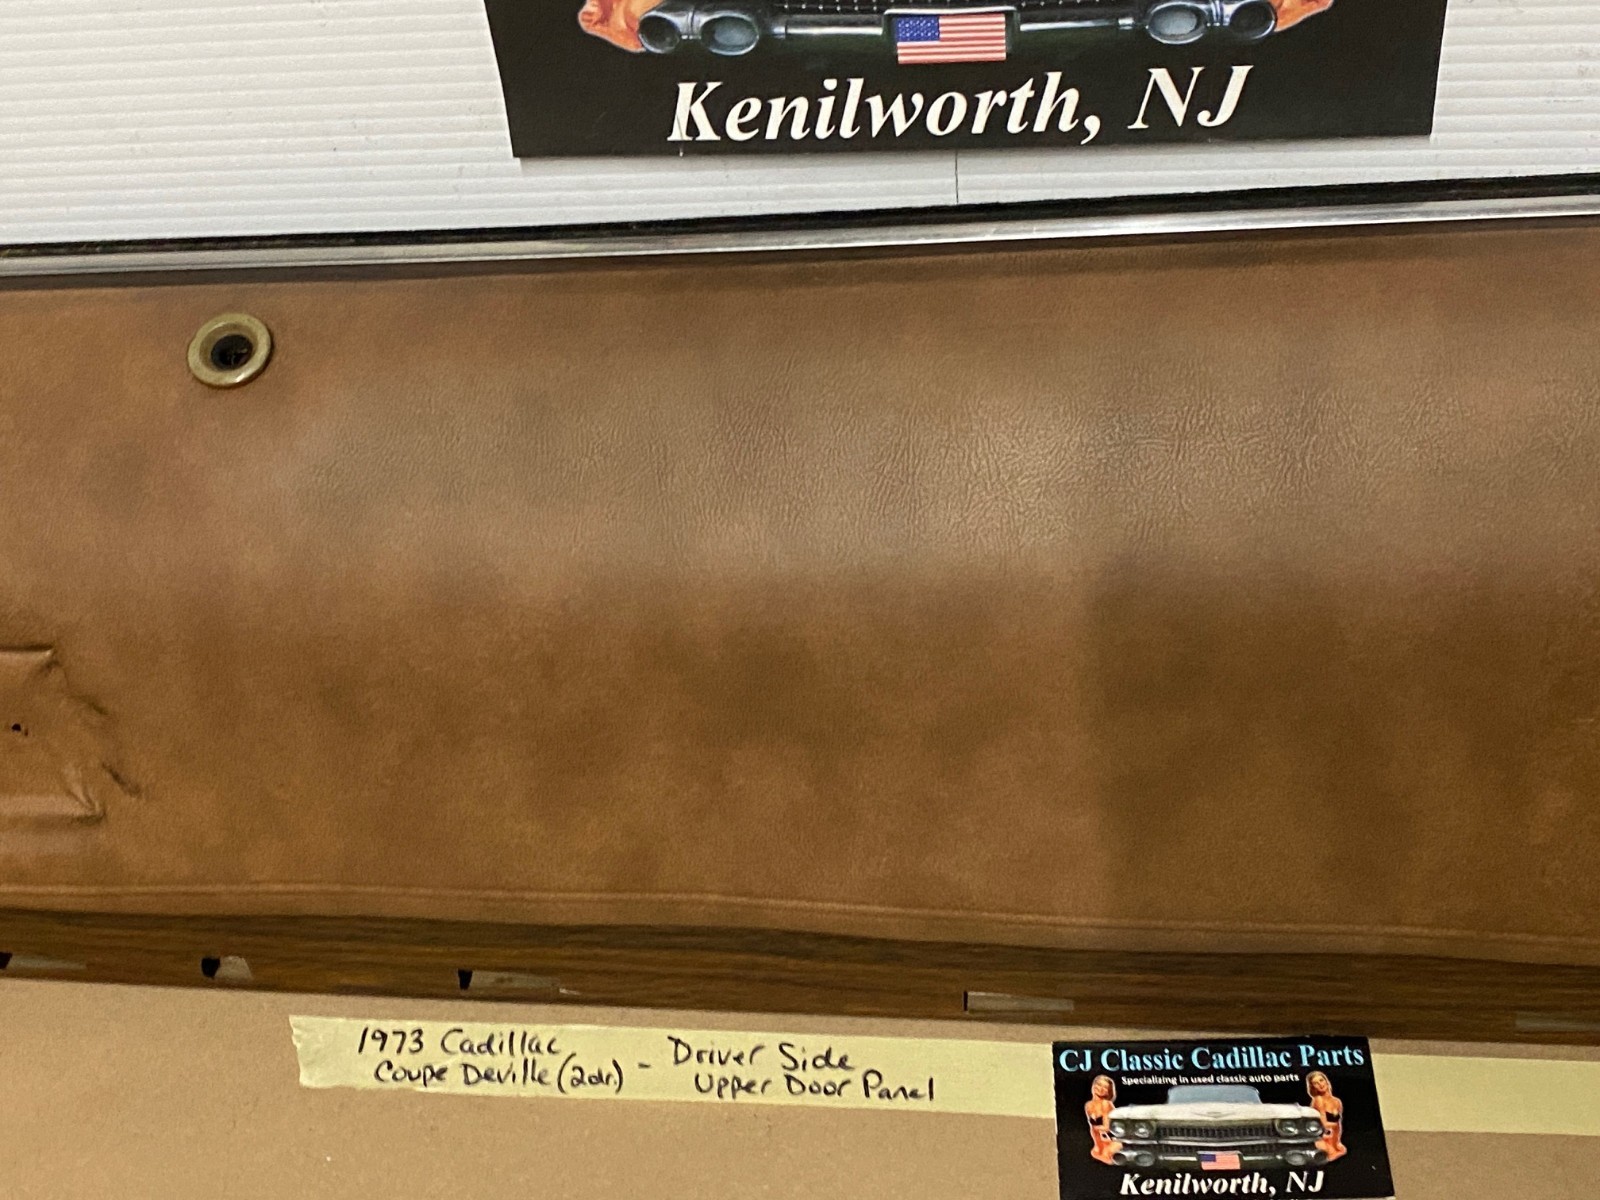 Kenilworth, NJ
1973 Cadillac
Coupe Deville (2dr.) - Driver Side
Upper Door Panel
CJ Classic Cadillac Parts
Specializing in used classic auto parts
Kenilworth, NJ